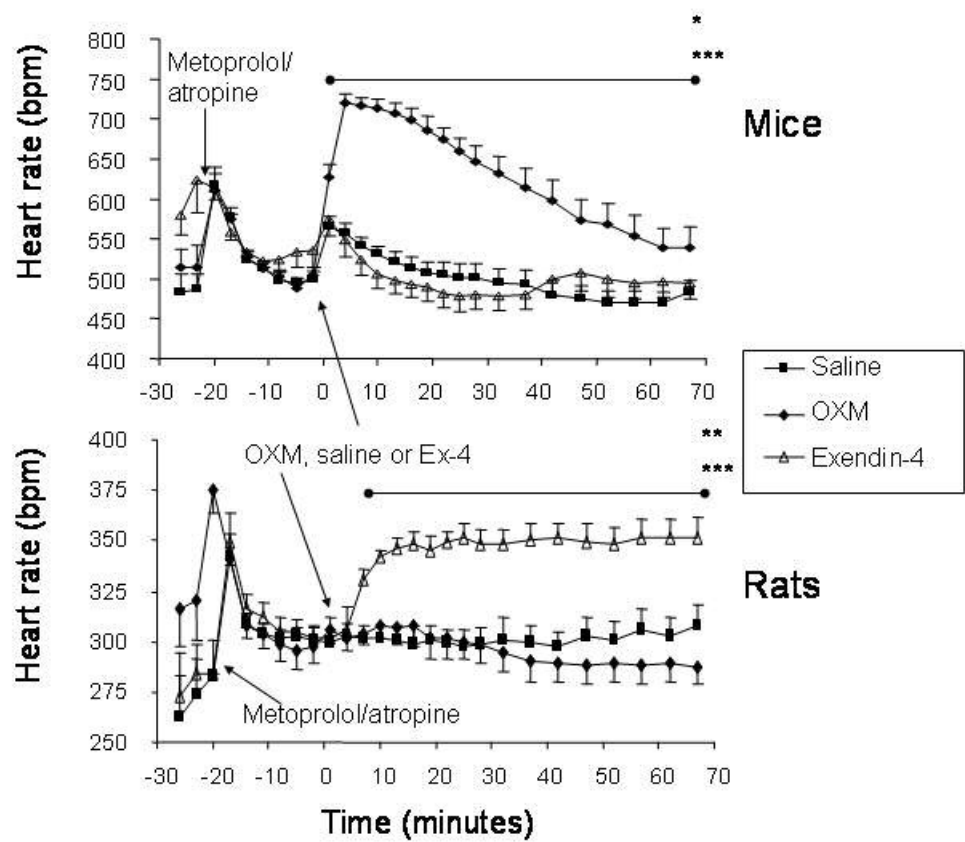 *
***
800
750
700
650
600
550
500
450
400
Heart rate (bpm)
Metoprolol/
atropine
Mice
-30 -20 -10 0 10 20 30 40 50 60 70
Saline
OXM
Exendin-4
OXM, saline or Ex-4
**
***
400
375
350
325
300
275
250
Heart rate (bpm)
Rats
Metoprolol/atropine
-30 -20 -10 0 10 20 30 40 50 60 70
Time (minutes)